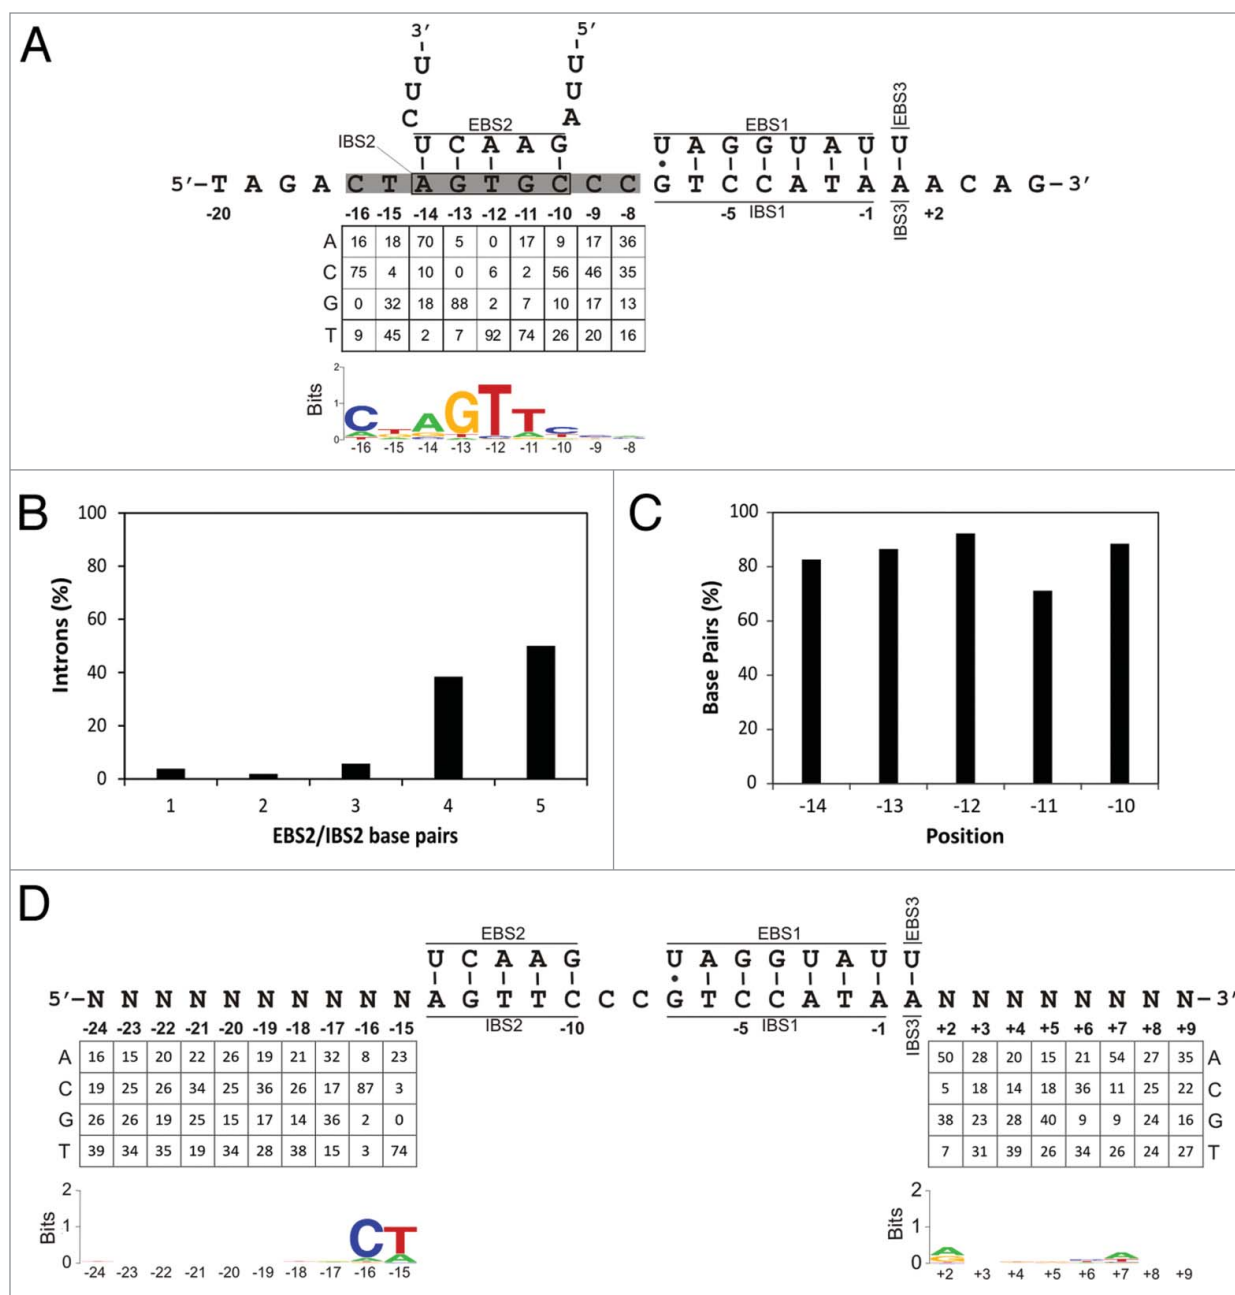 A
3′ 5′
U U
U U
C A
EBS2 EBS1 EBS3
IBS2 U C A A G U A G G U A U U
5′–T A G A C T A G T G C C C G T C C A T A A A C A G–3′
-20 -16 -15 -14 -13 -12 -11 -10 -9 -8 -5 IBS1 -1 IBS3 +2
A 16 18 70 5 0 17 9 17 36
C 75 4 10 0 6 2 56 46 35
G 0 32 18 88 2 7 10 17 13
T 9 45 2 7 92 74 26 20 16
2
Bits 1
0
C T A G T T C
-16 -15 -14 -13 -12 -11 -10 -9 -8
B
100
80
60
40
20
0
Introns (%)
1 2 3 4 5
EBS2/IBS2 base pairs
C
100
80
60
40
20
0
Base Pairs (%)
-14 -13 -12 -11 -10
Position
D
EBS2 EBS1 EBS3
U C A A G U A G G U A U U
5′–N N N N N N N N N N A G T T C C C G T C C A T A A N N N N N N N N–3′
-24 -23 -22 -21 -20 -19 -18 -17 -16 -15 IBS2 -10 -5 IBS1 -1 IBS3 +2 +3 +4 +5 +6 +7 +8 +9
A 16 15 20 22 26 19 21 32 8 23 50 28 20 15 21 54 27 35 A
C 19 25 26 34 25 36 26 17 87 3 5 18 14 18 36 11 25 22 C
G 26 26 19 25 15 17 14 36 2 0 38 23 28 40 9 9 24 16 G
T 39 34 35 19 34 28 38 15 3 74 7 31 39 26 34 26 24 27 T
2 2
Bits 1 Bits 1
0 0
C T A A G A
-24 -23 -22 -21 -20 -19 -18 -17 -16 -15 +2 +3 +4 +5 +6 +7 +8 +9